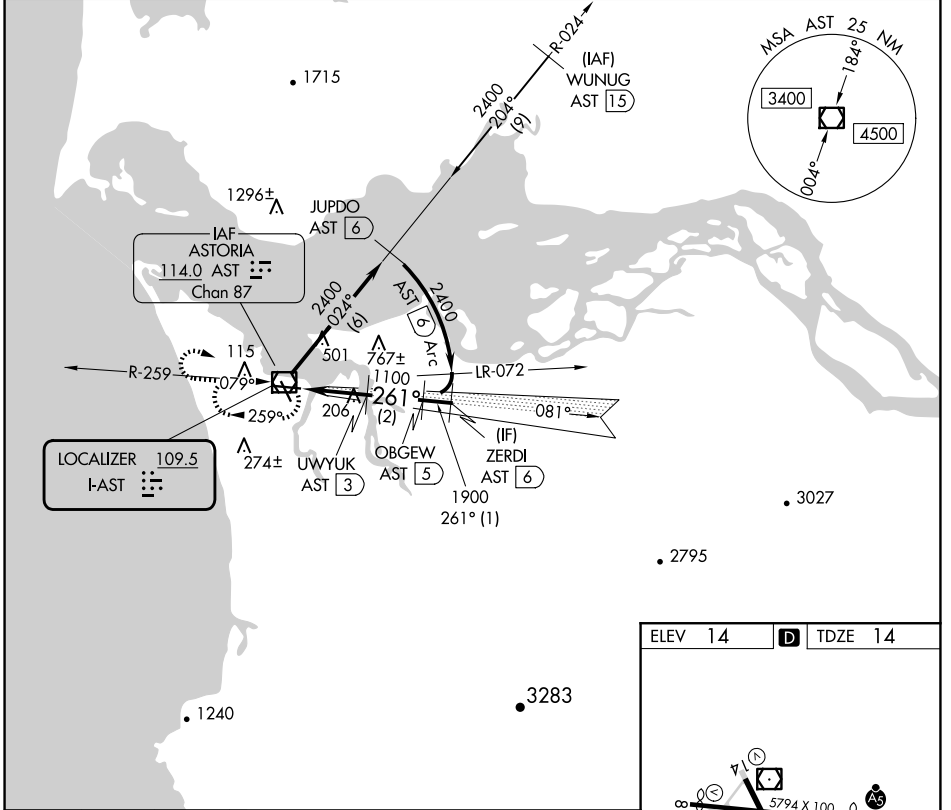 MSA AST 25 NM
184°
3400
4500
004°
R-024
(IAF)
WUNUG
AST 15
2400
204°
(9)
1715
1296±
JUPDO
AST 6
IAF
ASTORIA
114.0 AST
Chan 87
2400
024°
(6)
2400
AST 6 Arc
501
767±
115
R-259
079°
259°
1100
261°
(2)
LR-072
081°
206
274±
LOCALIZER 109.5
I-AST
UWYUK
AST 3
OBGEW
AST 5
(IF)
ZERDI
AST 6
1900
261° (1)
3027
2795
3283
1240
ELEV 14
D
TDZE 14
14
V
V
8
5794 X 100
A5